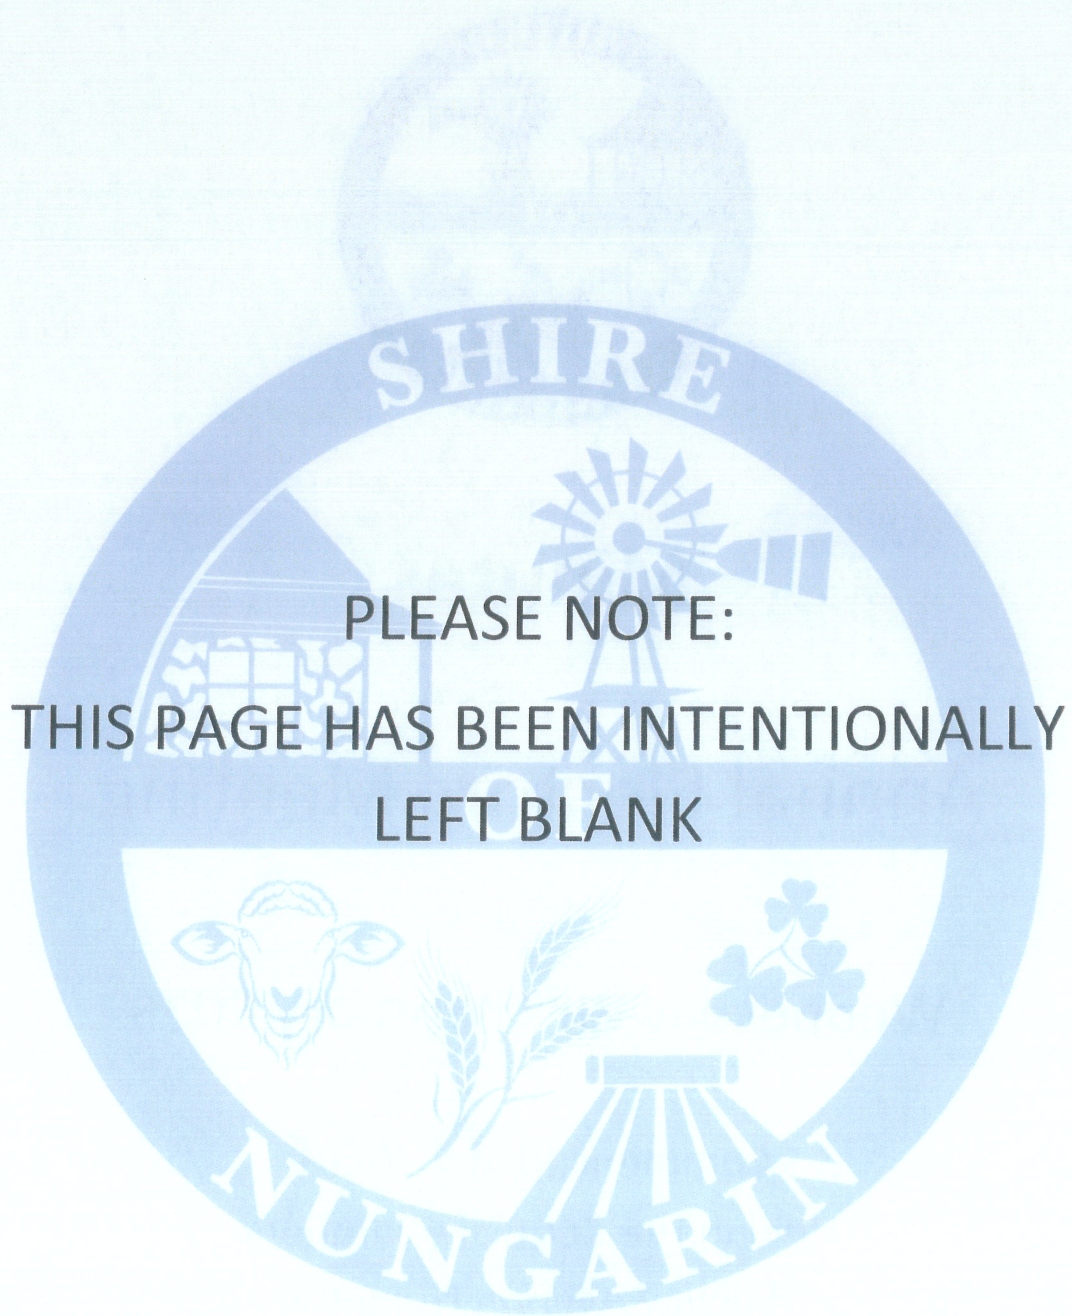 SHIRE
PLEASE NOTE:
THIS PAGE HAS BEEN INTENTIONALLY
OF
LEFT BLANK
NUNGARIN